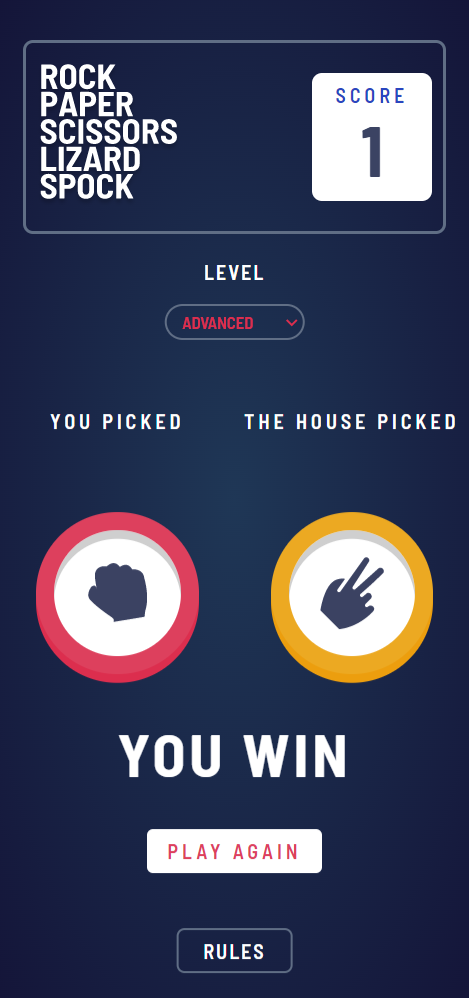 ROCK
PAPER
SCISSORS
LIZARD
SPOCK
SCORE
1
LEVEL
ADVANCED
YOU PICKED
THE HOUSE PICKED
YOU WIN
PLAY AGAIN
RULES